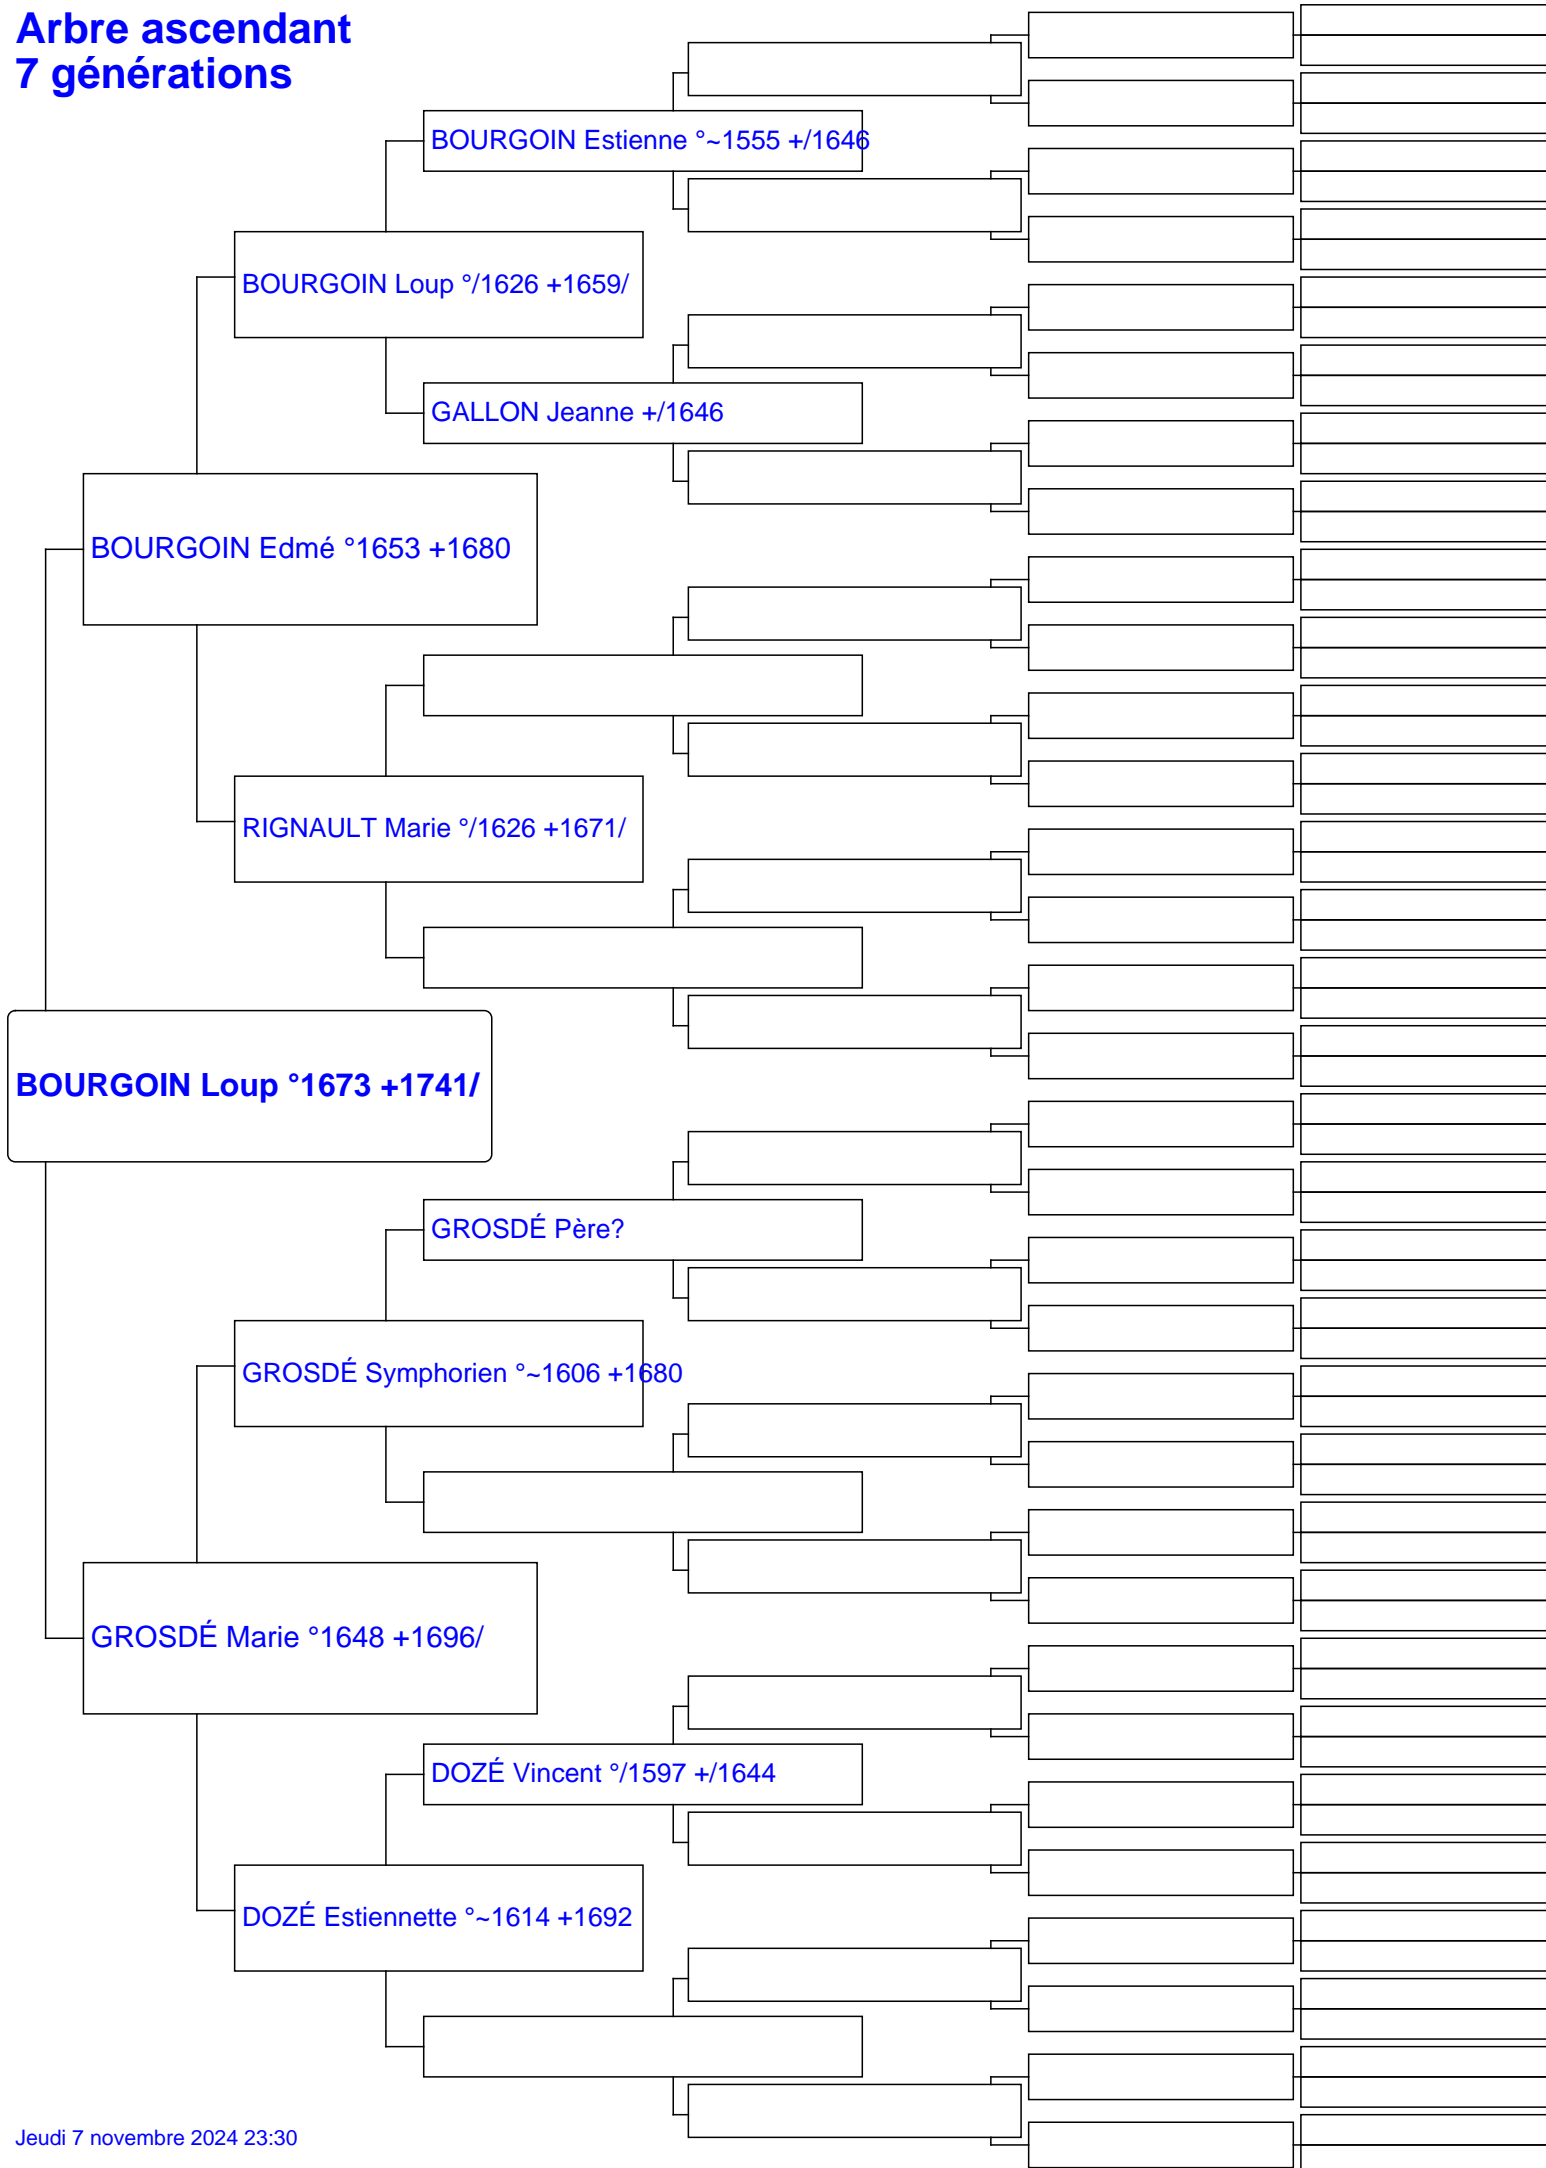 Arbre ascendant
7 générations
BOURGOIN Estienne °~1555 +/1646
BOURGOIN Loup °/1626 +1659/
GALLON Jeanne +/1646
BOURGOIN Edmé °1653 +1680
RIGNAULT Marie °/1626 +1671/
BOURGOIN Loup °1673 +1741/
GROSDÉ Père?
GROSDÉ Symphorien °~1606 +1680
GROSDÉ Marie °1648 +1696/
DOZÉ Vincent °/1597 +/1644
DOZÉ Estiennette °~1614 +1692
Jeudi 7 novembre 2024 23:30